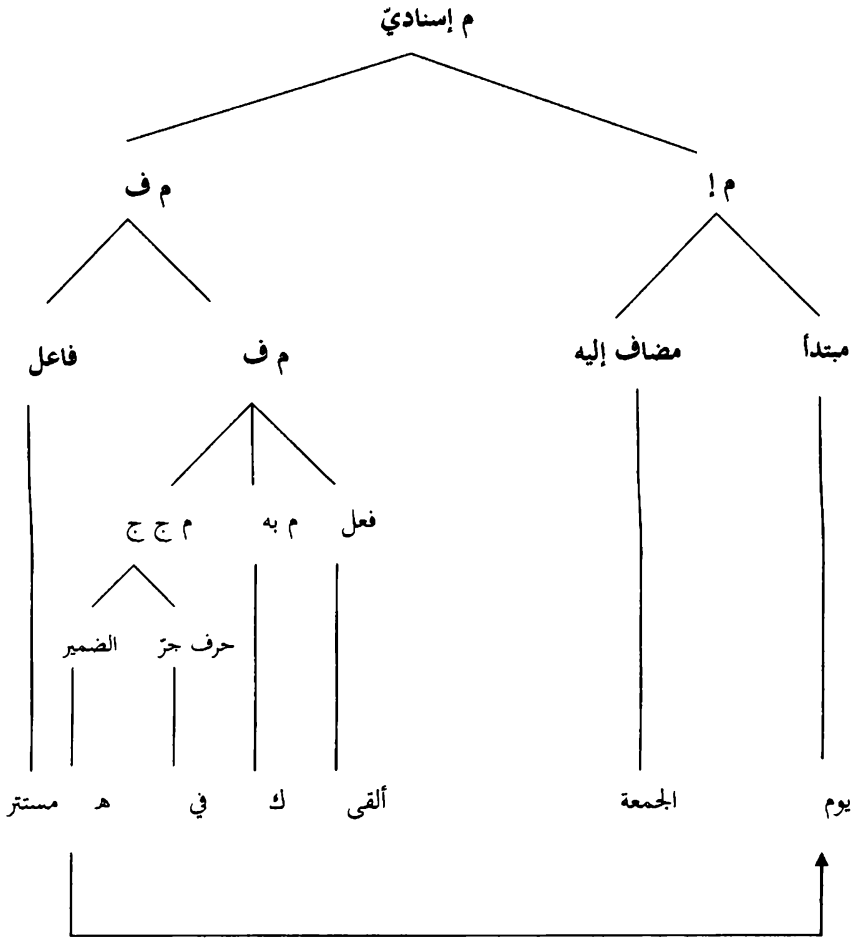 م إسناديّ
م إ م ف
مبتدأ مضاف إليه م ف فاعل
فعل م به م ج ج
حرف جرّ الضمير
يوم الجمعة ألقى ك في ه مستتر